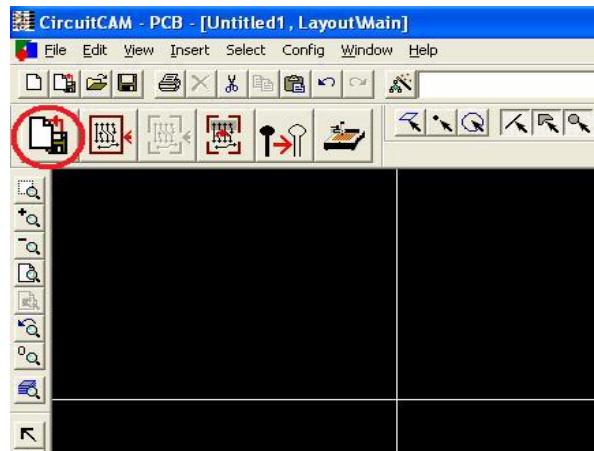 CircuitCAM - PCB - [Untitled1, Layout\Main]
File Edit View Insert Select Config Window Help